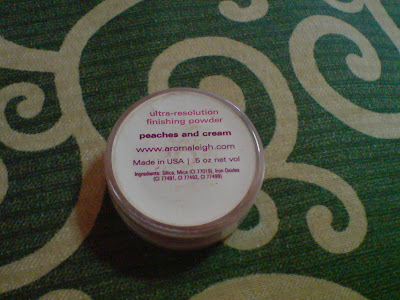 ultra-resolution
finishing powder
peaches and cream
www.aromaleigh.com
Made in USA | .5 oz net vol
Ingredients: Silica, Mica (CI 77019), Iron Oxides
(CI 77491, CI 77492, CI 77499)